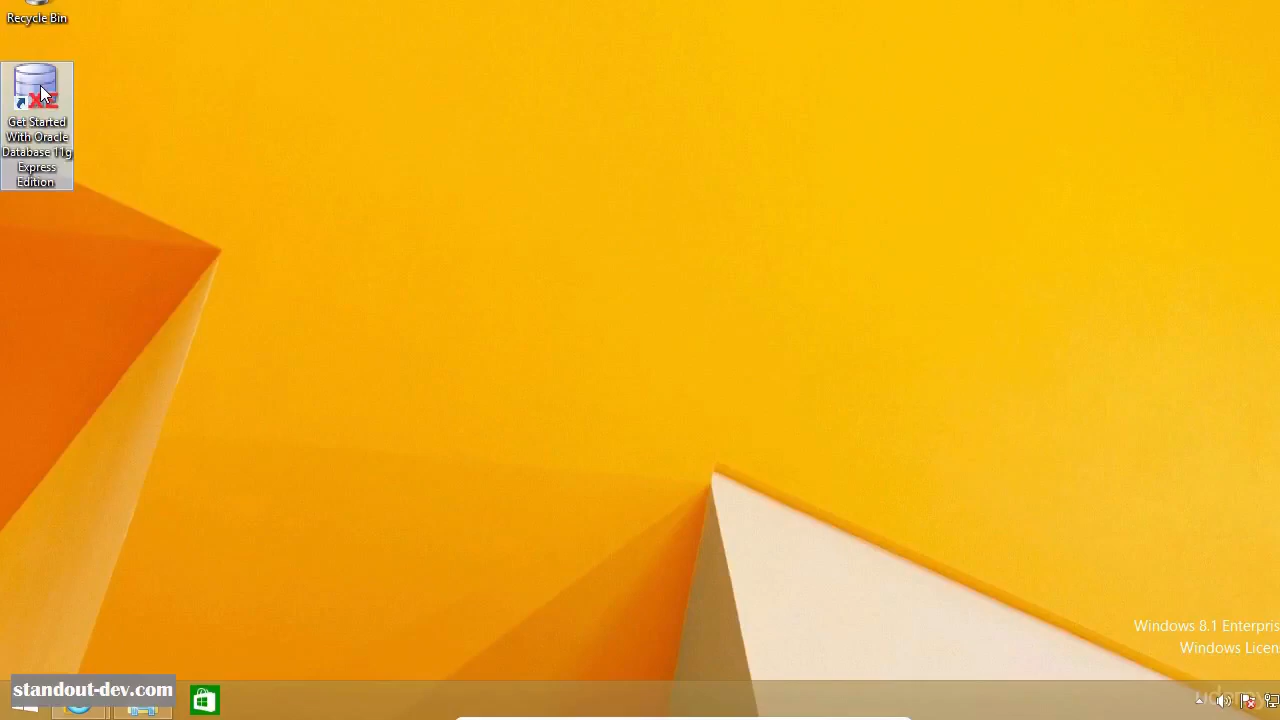 Recycle Bin
Get Started
With Oracle
Database 11g
Express
Edition
Windows 8.1 Enterpris
Windows Licen
standout-dev.com
udemy